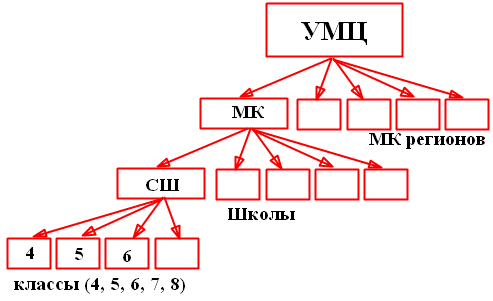 УМЦ
МК
МК регионов
СШ
Школы
4 5 6
классы (4, 5, 6, 7, 8)